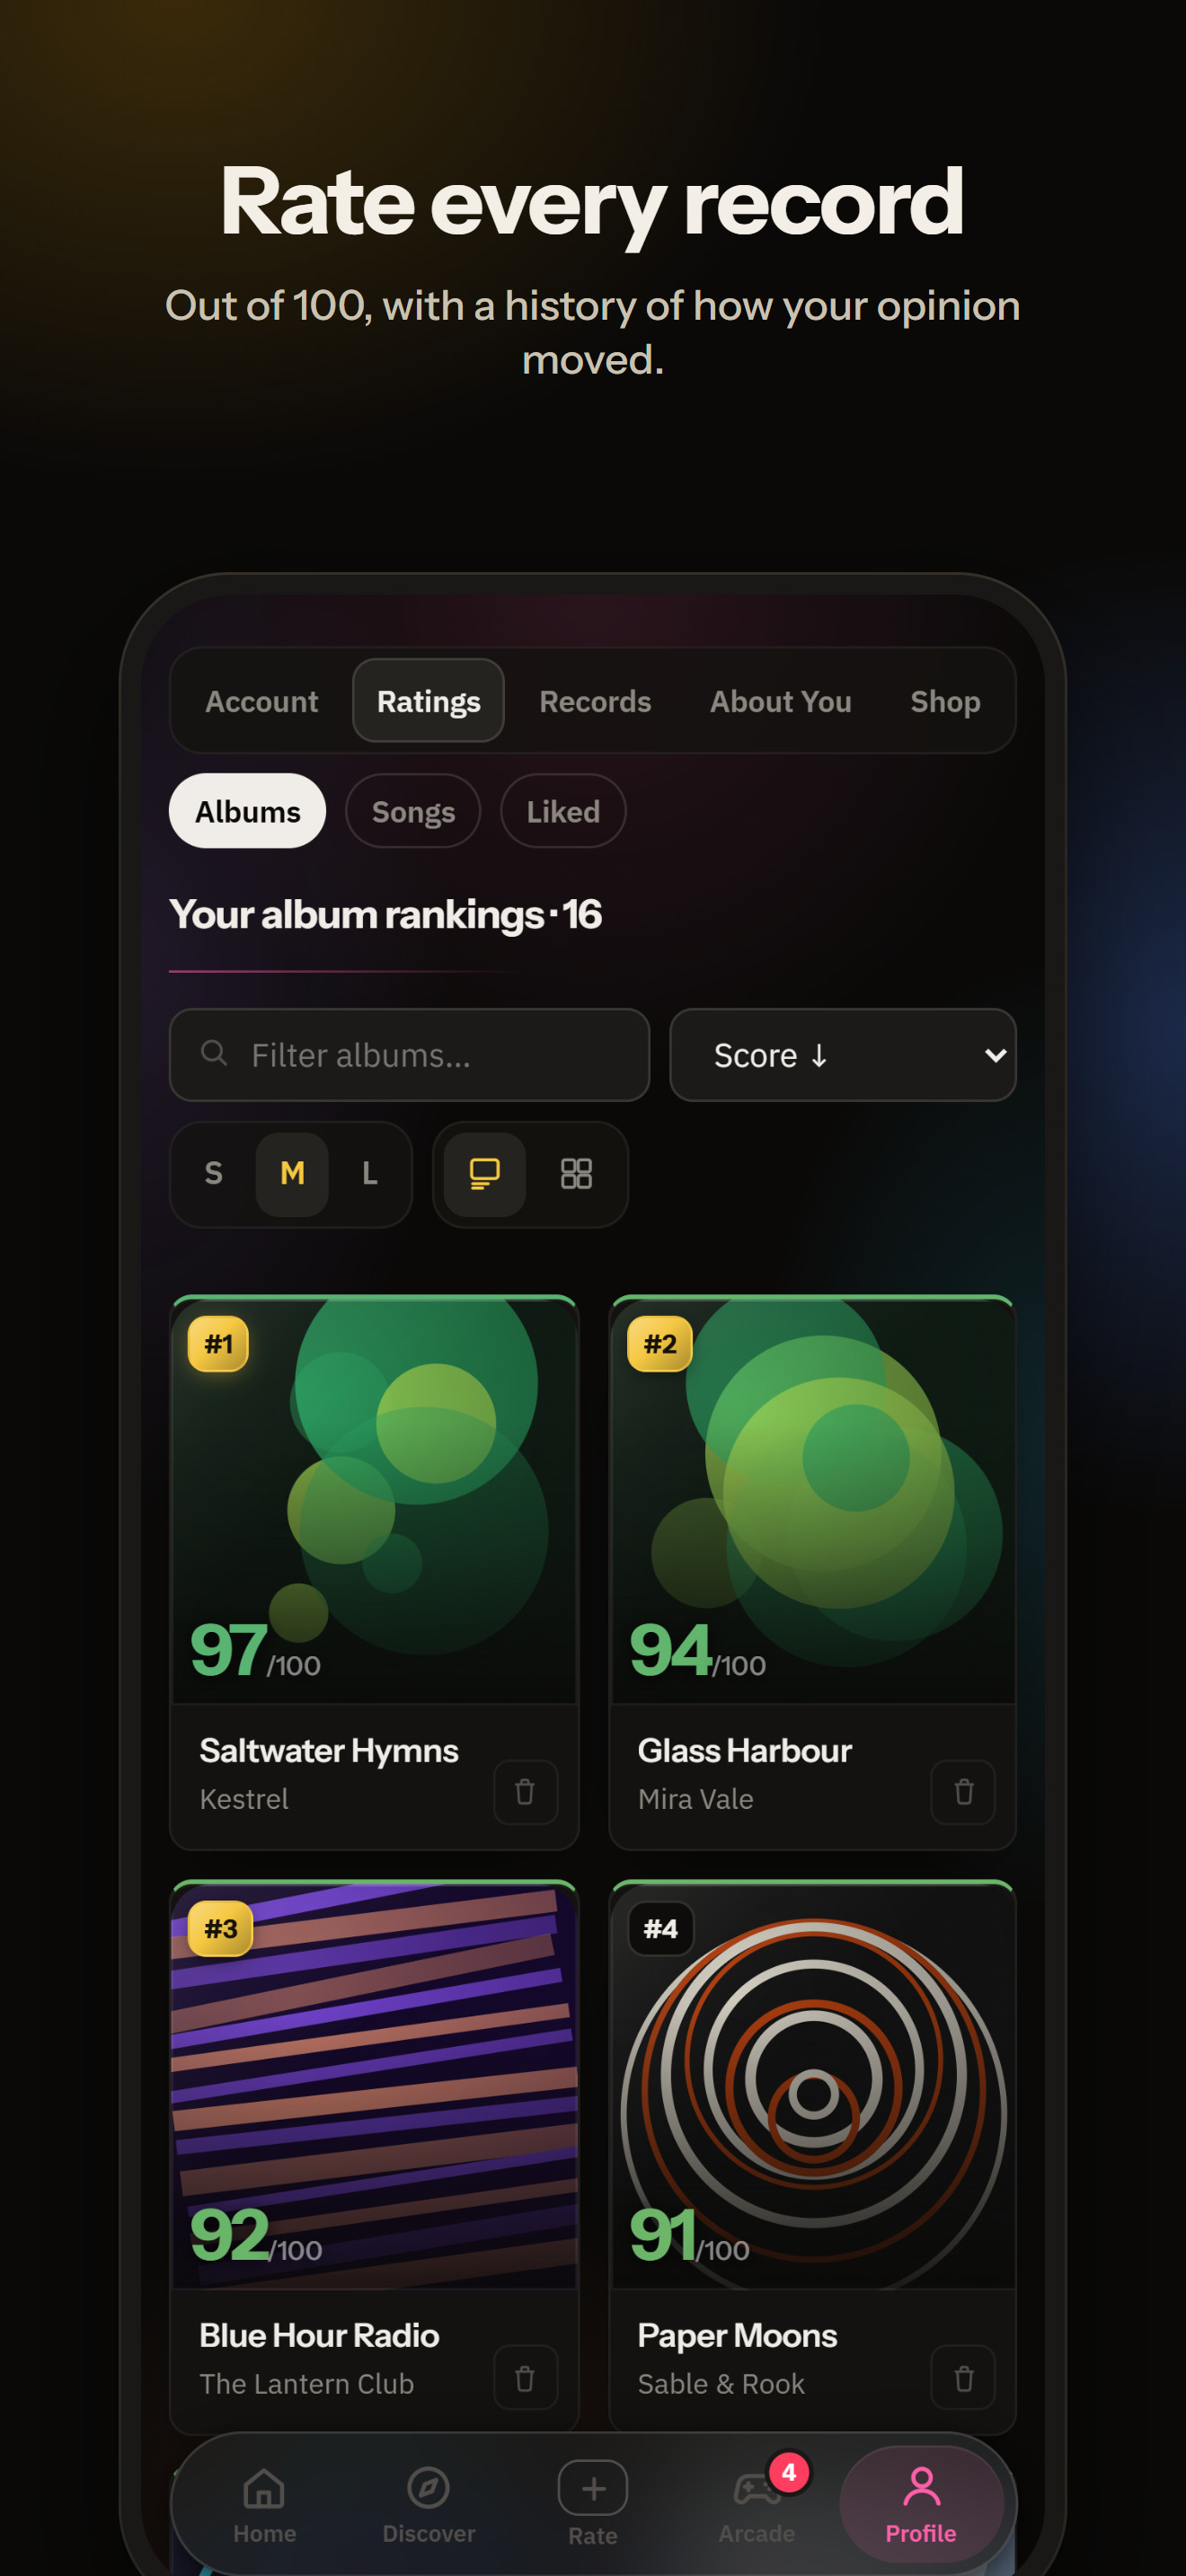 Rate every record
Out of 100, with a history of how your opinion
moved.
Account Ratings Records About You Shop
Albums Songs Liked
Your album rankings · 16
Filter albums... Score ↓
S M L
#1 #2
97/100 94/100
Saltwater Hymns Glass Harbour
Kestrel Mira Vale
#3 #4
92/100 91/100
Blue Hour Radio Paper Moons
The Lantern Club Sable & Rook
4
Home Discover Rate Arcade Profile